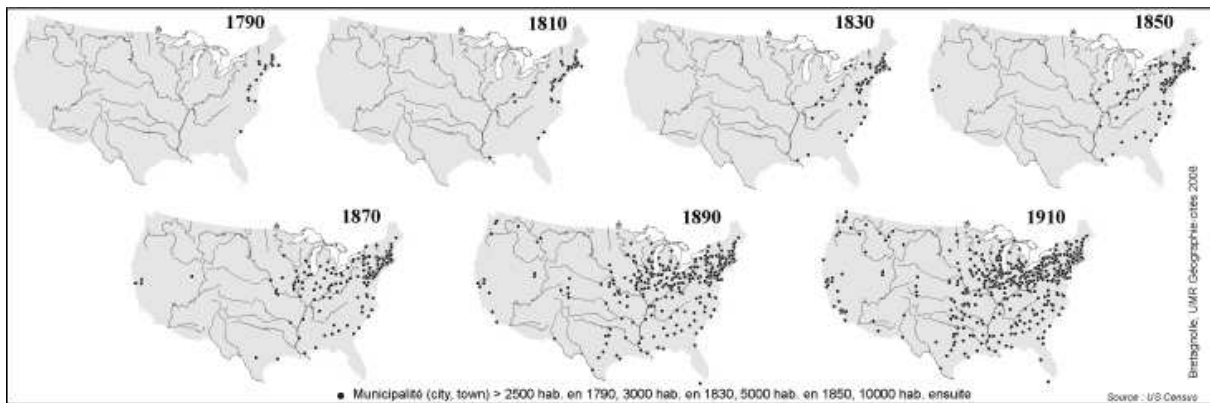 1790
1810
1830
1850
1870
1890
1910
Bretagnolle, UMR Géographie-cités 2008
● Municipalité (city, town) > 2500 hab. en 1790, 3000 hab. en 1830, 5000 hab. en 1850, 10000 hab. ensuite
Source : US Census